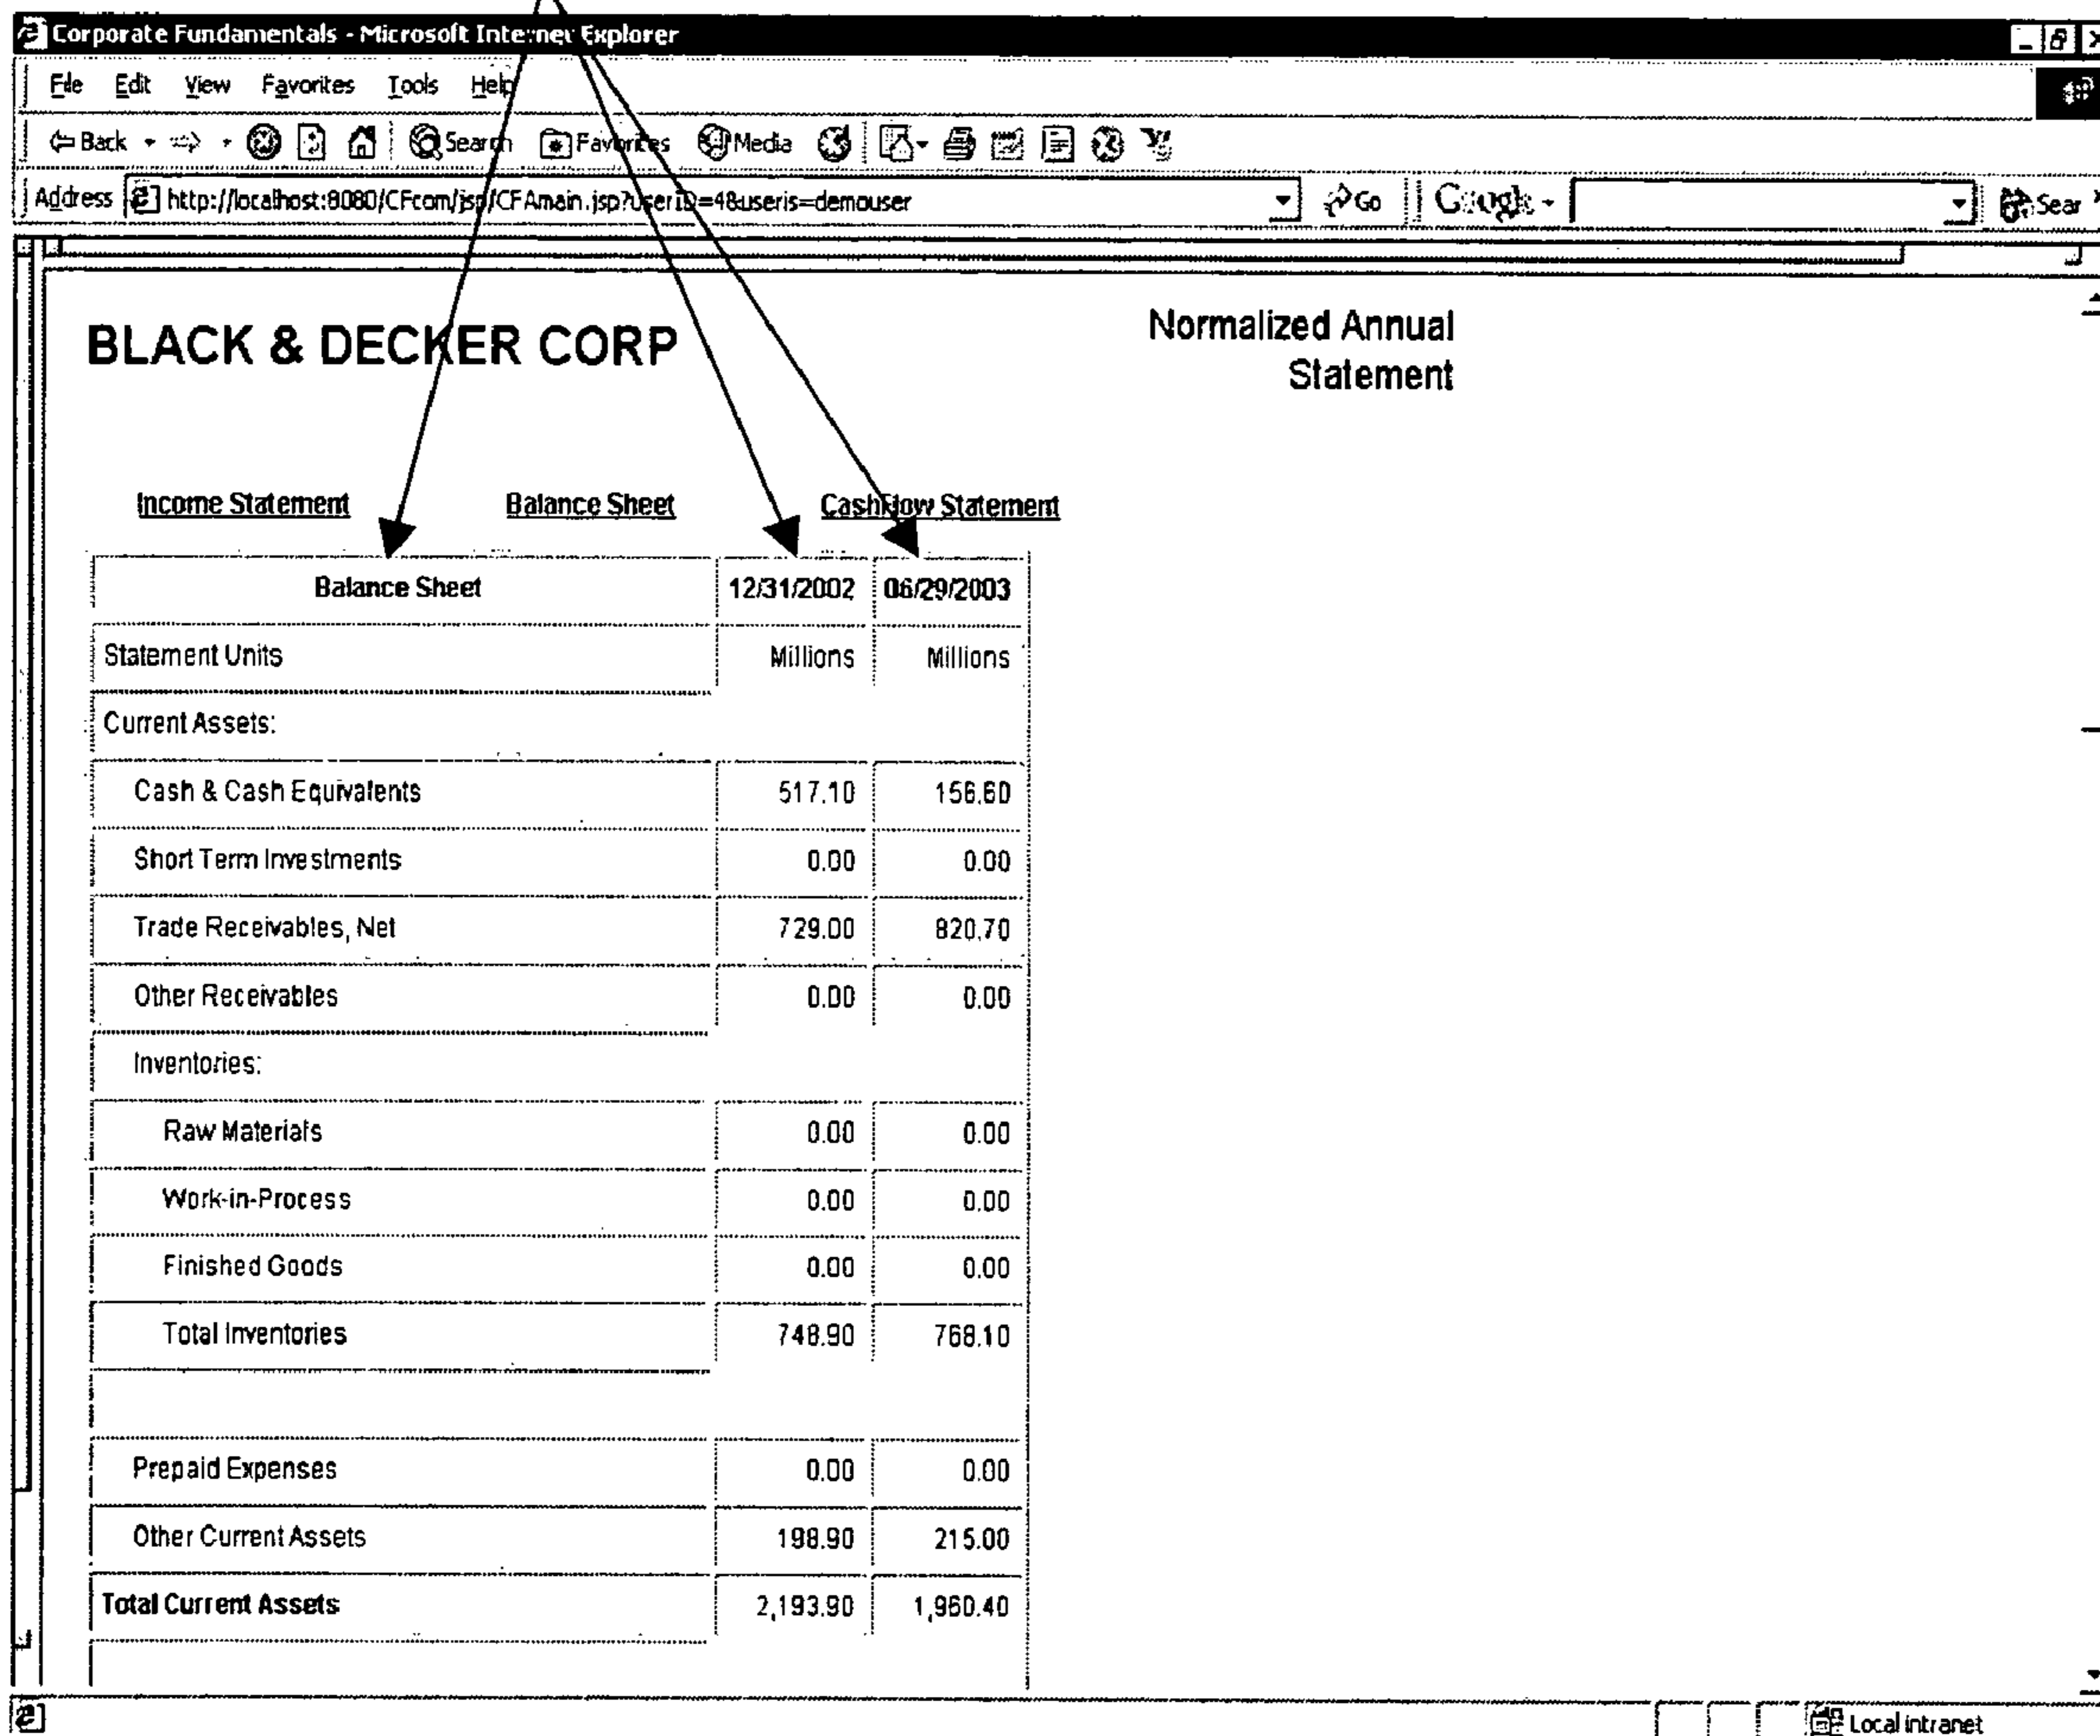 Corporate Fundamentals - Microsoft Internet Explorer
File Edit View Favorites Tools Help
Back Search Favorites Media
Address http://localhost:8080/CFcom/jsp/CFAmain.jsp?userID=4&useris=demouser Go Google Sear
BLACK & DECKER CORP
Normalized Annual
Statement
Income Statement Balance Sheet Cashflow Statement
Balance Sheet 12/31/2002 06/29/2003
Statement Units Millions Millions
Current Assets:
Cash & Cash Equivalents 517.10 156.60
Short Term Investments 0.00 0.00
Trade Receivables, Net 729.00 820.70
Other Receivables 0.00 0.00
Inventories:
Raw Materials 0.00 0.00
Work-in-Process 0.00 0.00
Finished Goods 0.00 0.00
Total Inventories 748.90 768.10
Prepaid Expenses 0.00 0.00
Other Current Assets 198.90 215.00
Total Current Assets 2,193.90 1,960.40
Local intranet